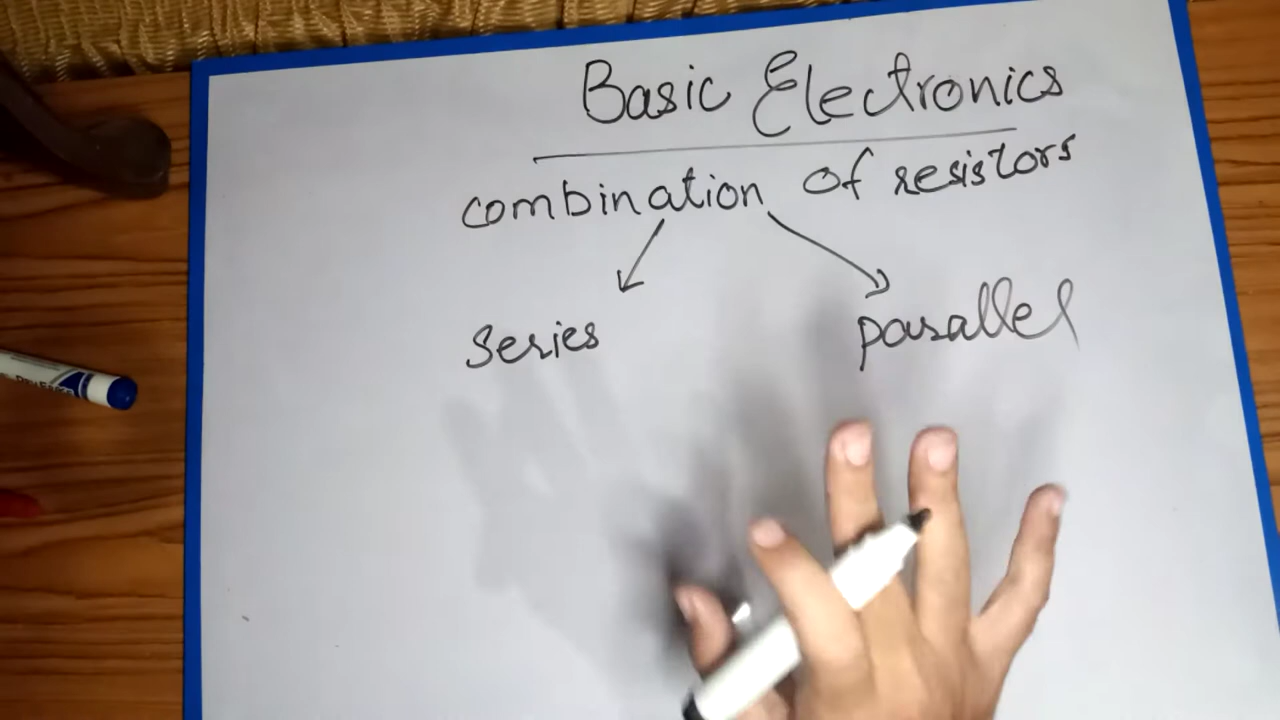 Basic Electronics
combination of resistors
series parallel